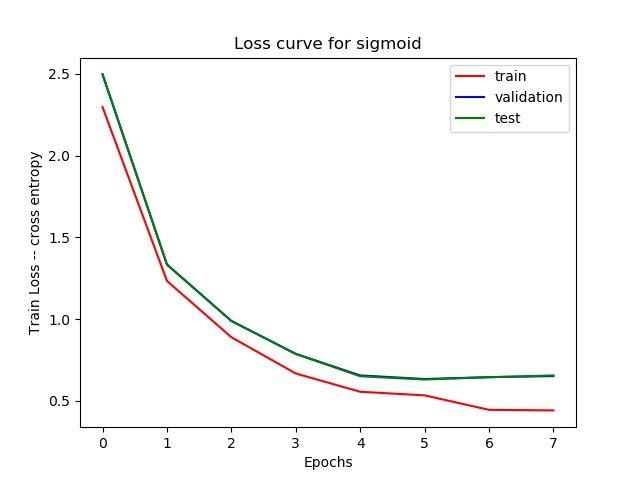 Loss curve for sigmoid
train
validation
test
Train Loss -- cross entropy
2.5
2.0
1.5
1.0
0.5
0 1 2 3 4 5 6 7
Epochs